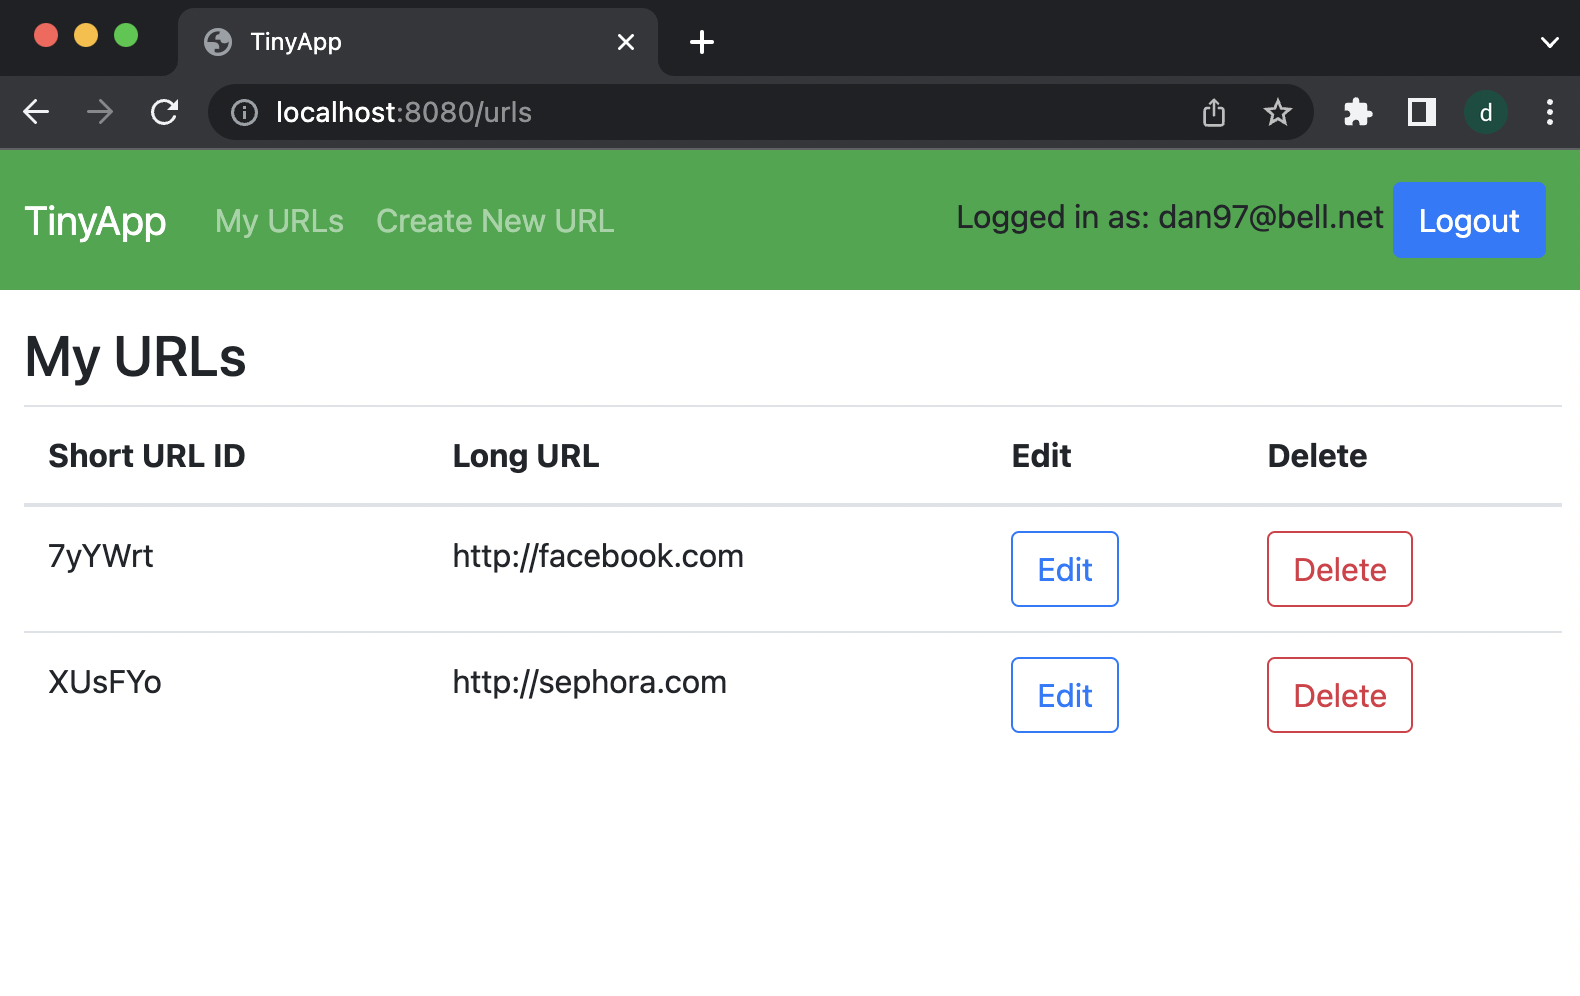 TinyApp
localhost:8080/urls
d
TinyApp My URLs Create New URL Logged in as: dan97@bell.net Logout
My URLs
Short URL ID Long URL Edit Delete
7yYWrt http://facebook.com Edit Delete
XUsFYo http://sephora.com Edit Delete